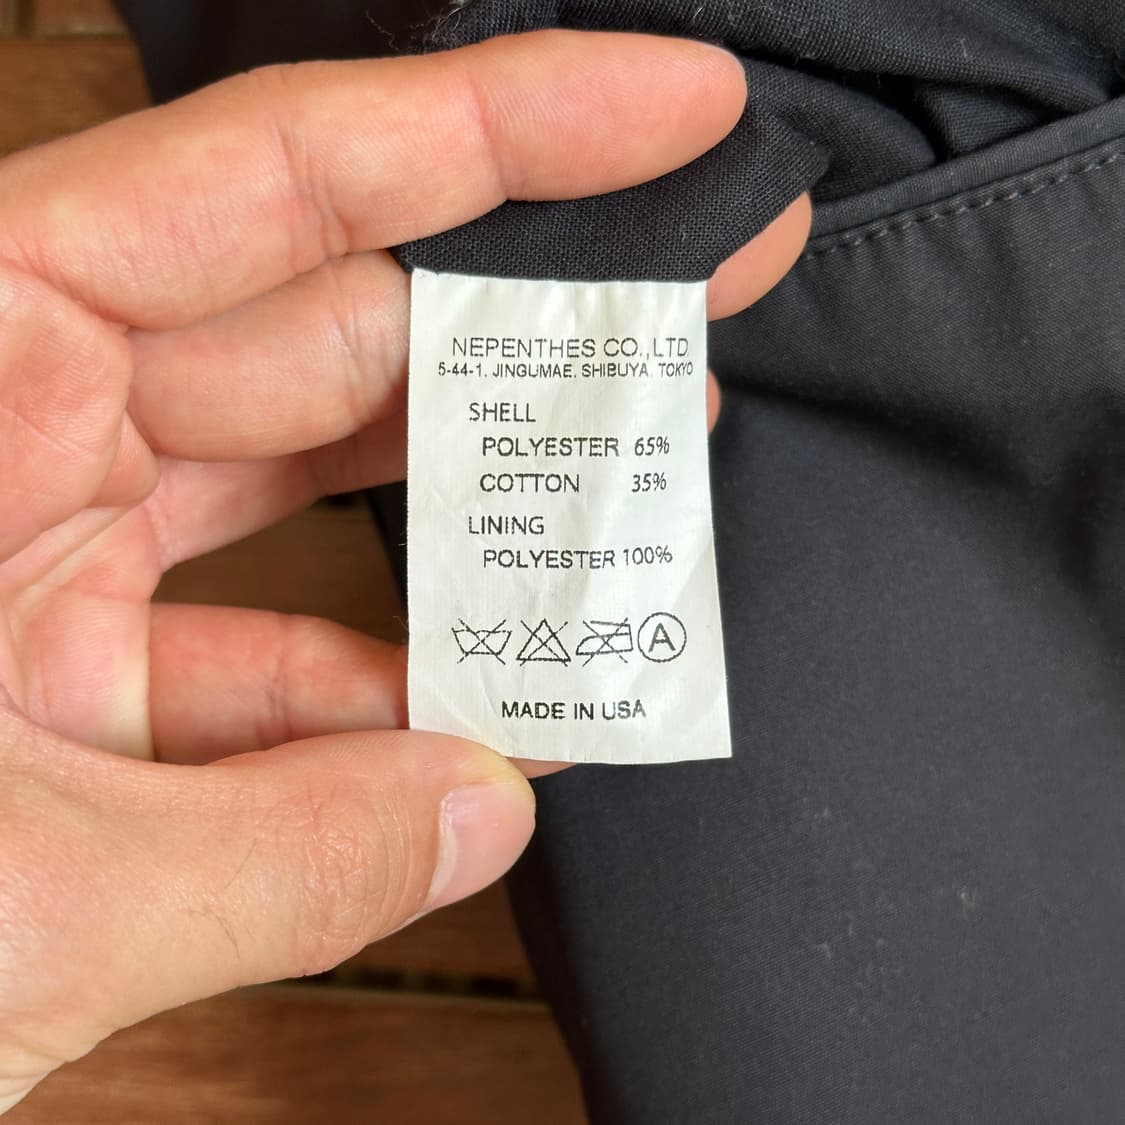 NEPENTHES CO.,LTD
5-44-1. JINGUMAE. SHIBUYA. TOKYO
SHELL
POLYESTER 65%
COTTON 35%
LINING
POLYESTER 100%
A
MADE IN USA